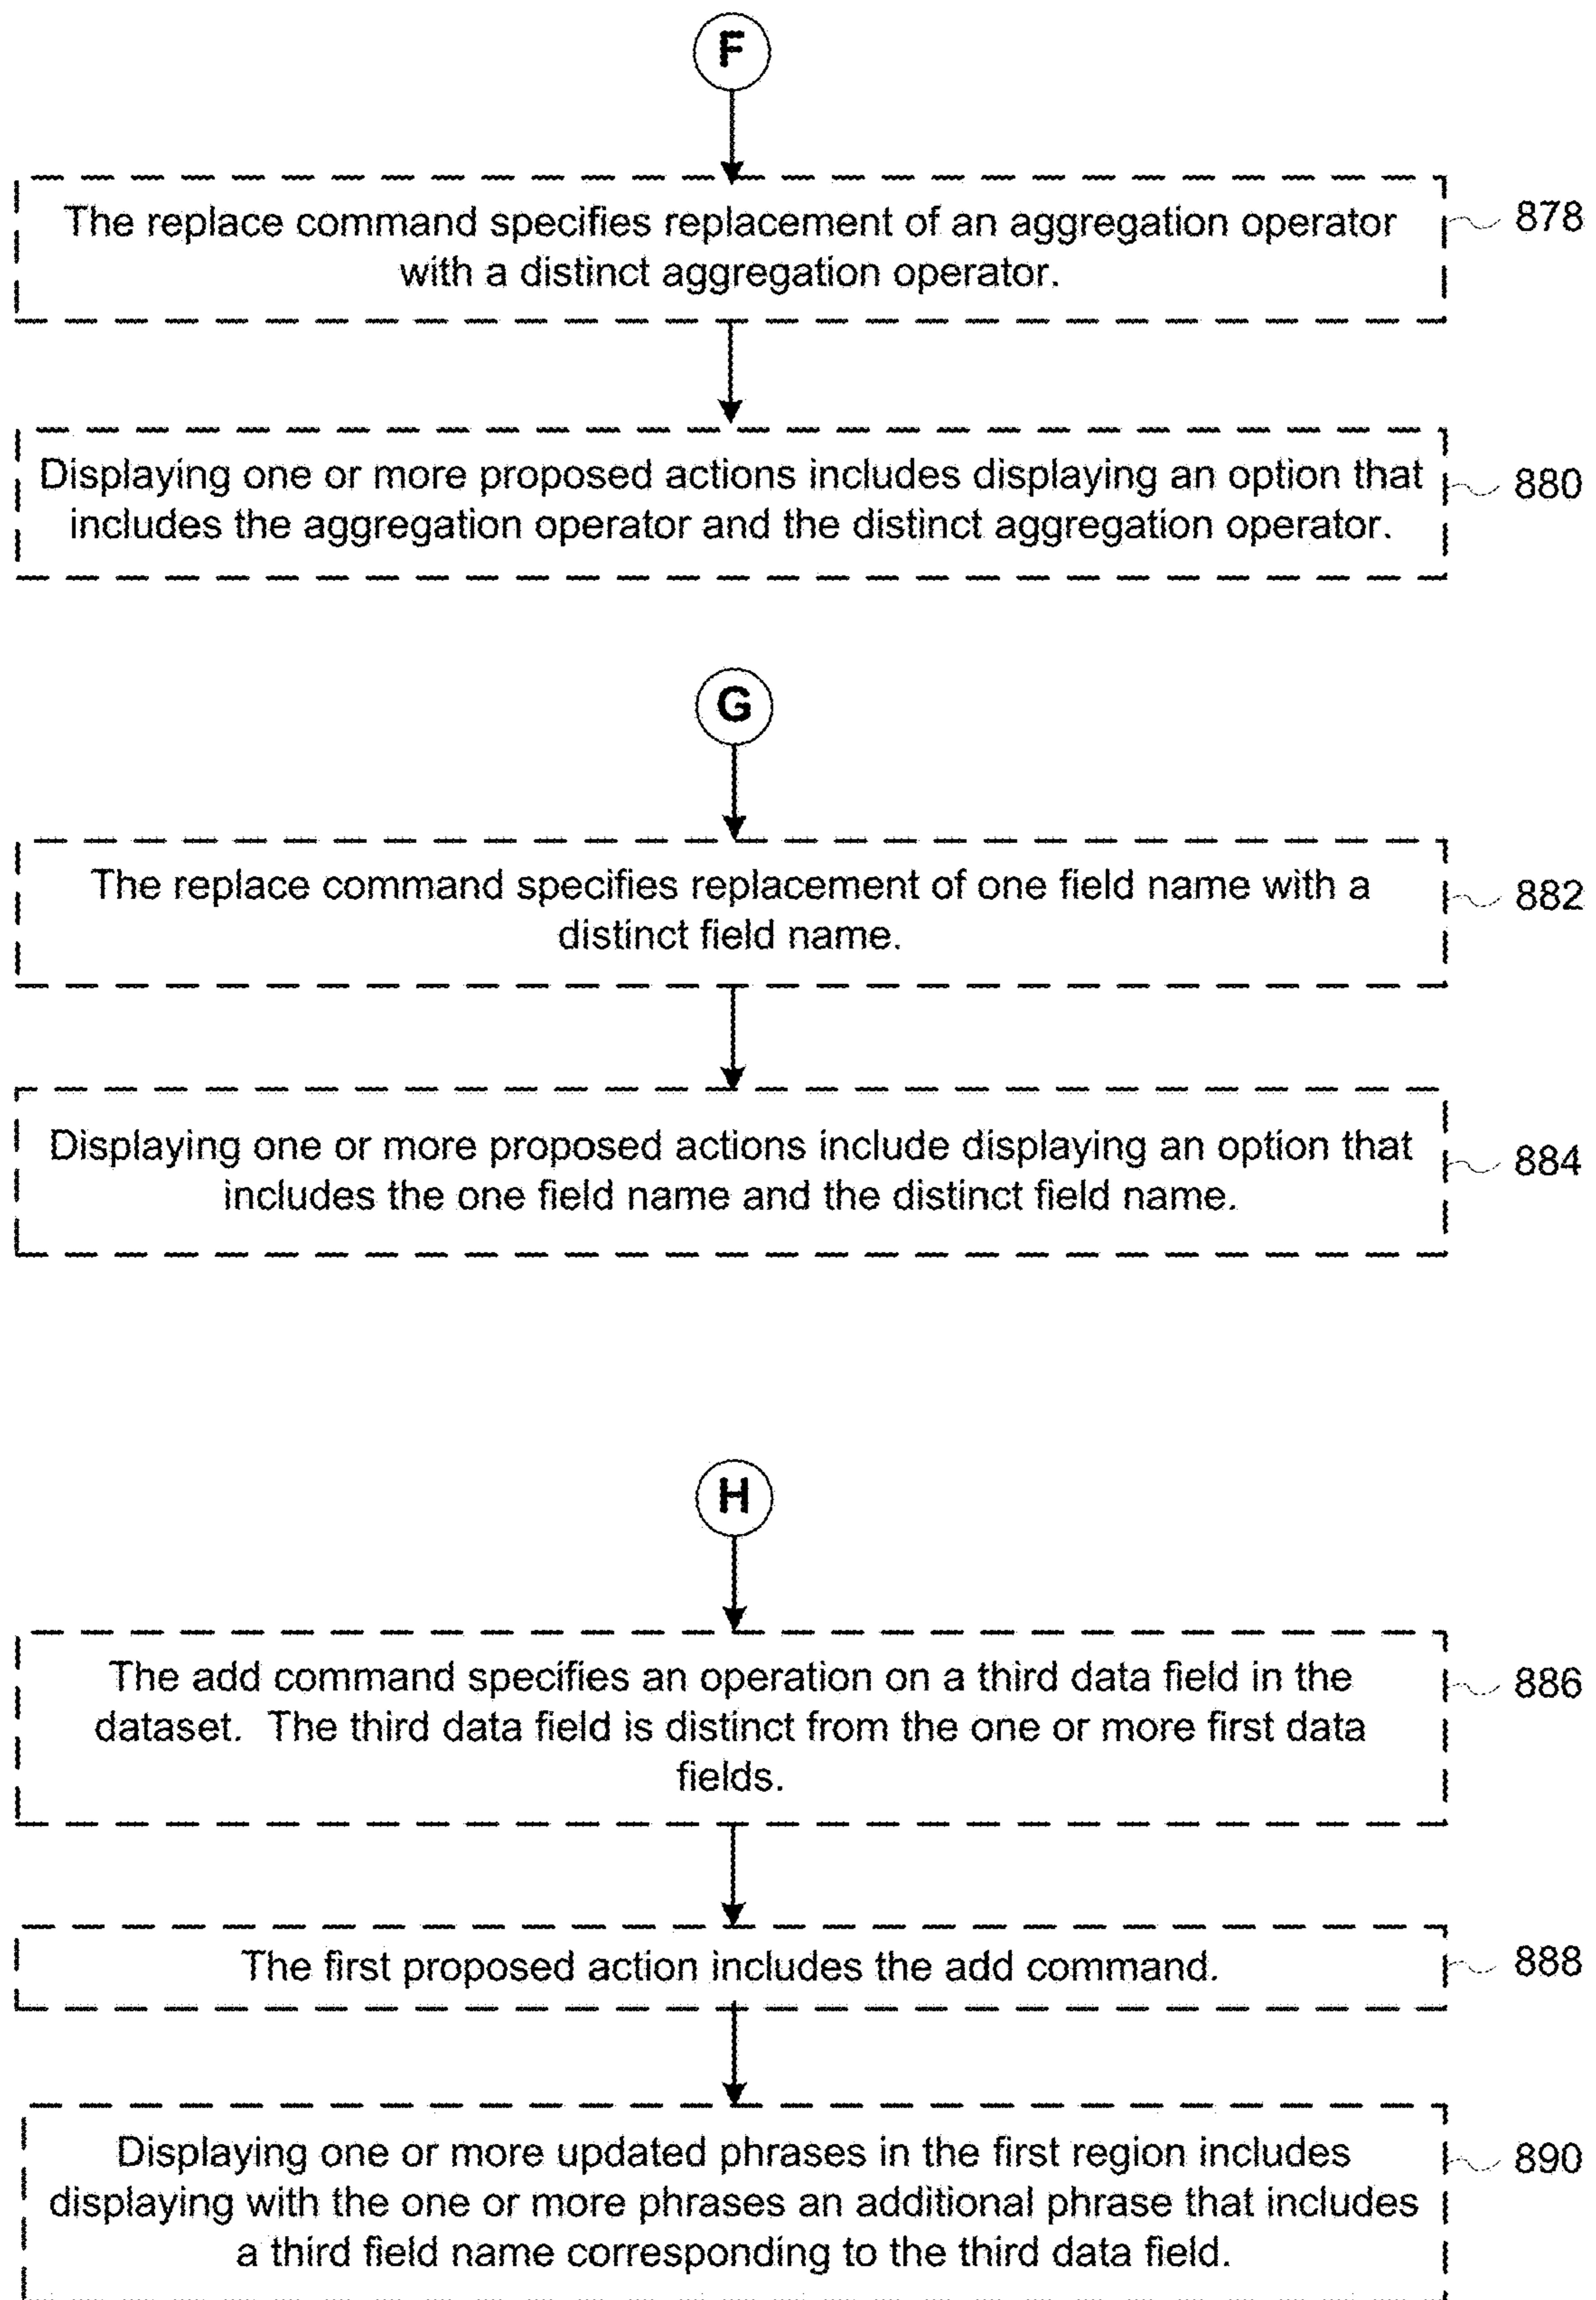 F
The replace command specifies replacement of an aggregation operator
with a distinct aggregation operator.
878
Displaying one or more proposed actions includes displaying an option that
includes the aggregation operator and the distinct aggregation operator.
880
G
The replace command specifies replacement of one field name with a
distinct field name.
882
Displaying one or more proposed actions include displaying an option that
includes the one field name and the distinct field name.
884
H
The add command specifies an operation on a third data field in the
dataset.  The third data field is distinct from the one or more first data
fields.
886
The first proposed action includes the add command.
888
Displaying one or more updated phrases in the first region includes
displaying with the one or more phrases an additional phrase that includes
a third field name corresponding to the third data field.
890